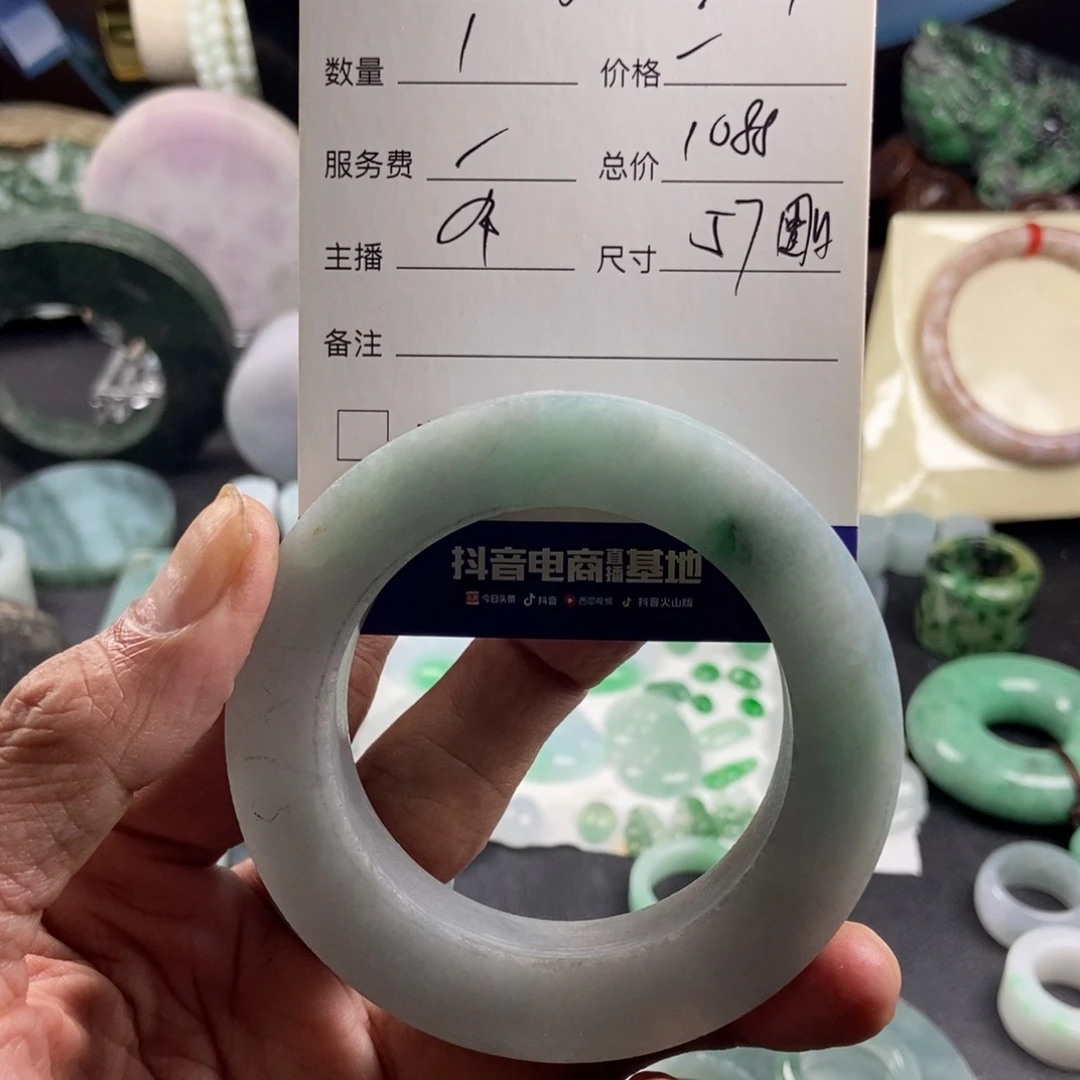 数量 1 价格 /
服务费 / 总价 1088
主播 尺寸 57圈
备注
抖音电商直播基地
今日头条 抖音 西瓜视频 抖音火山版